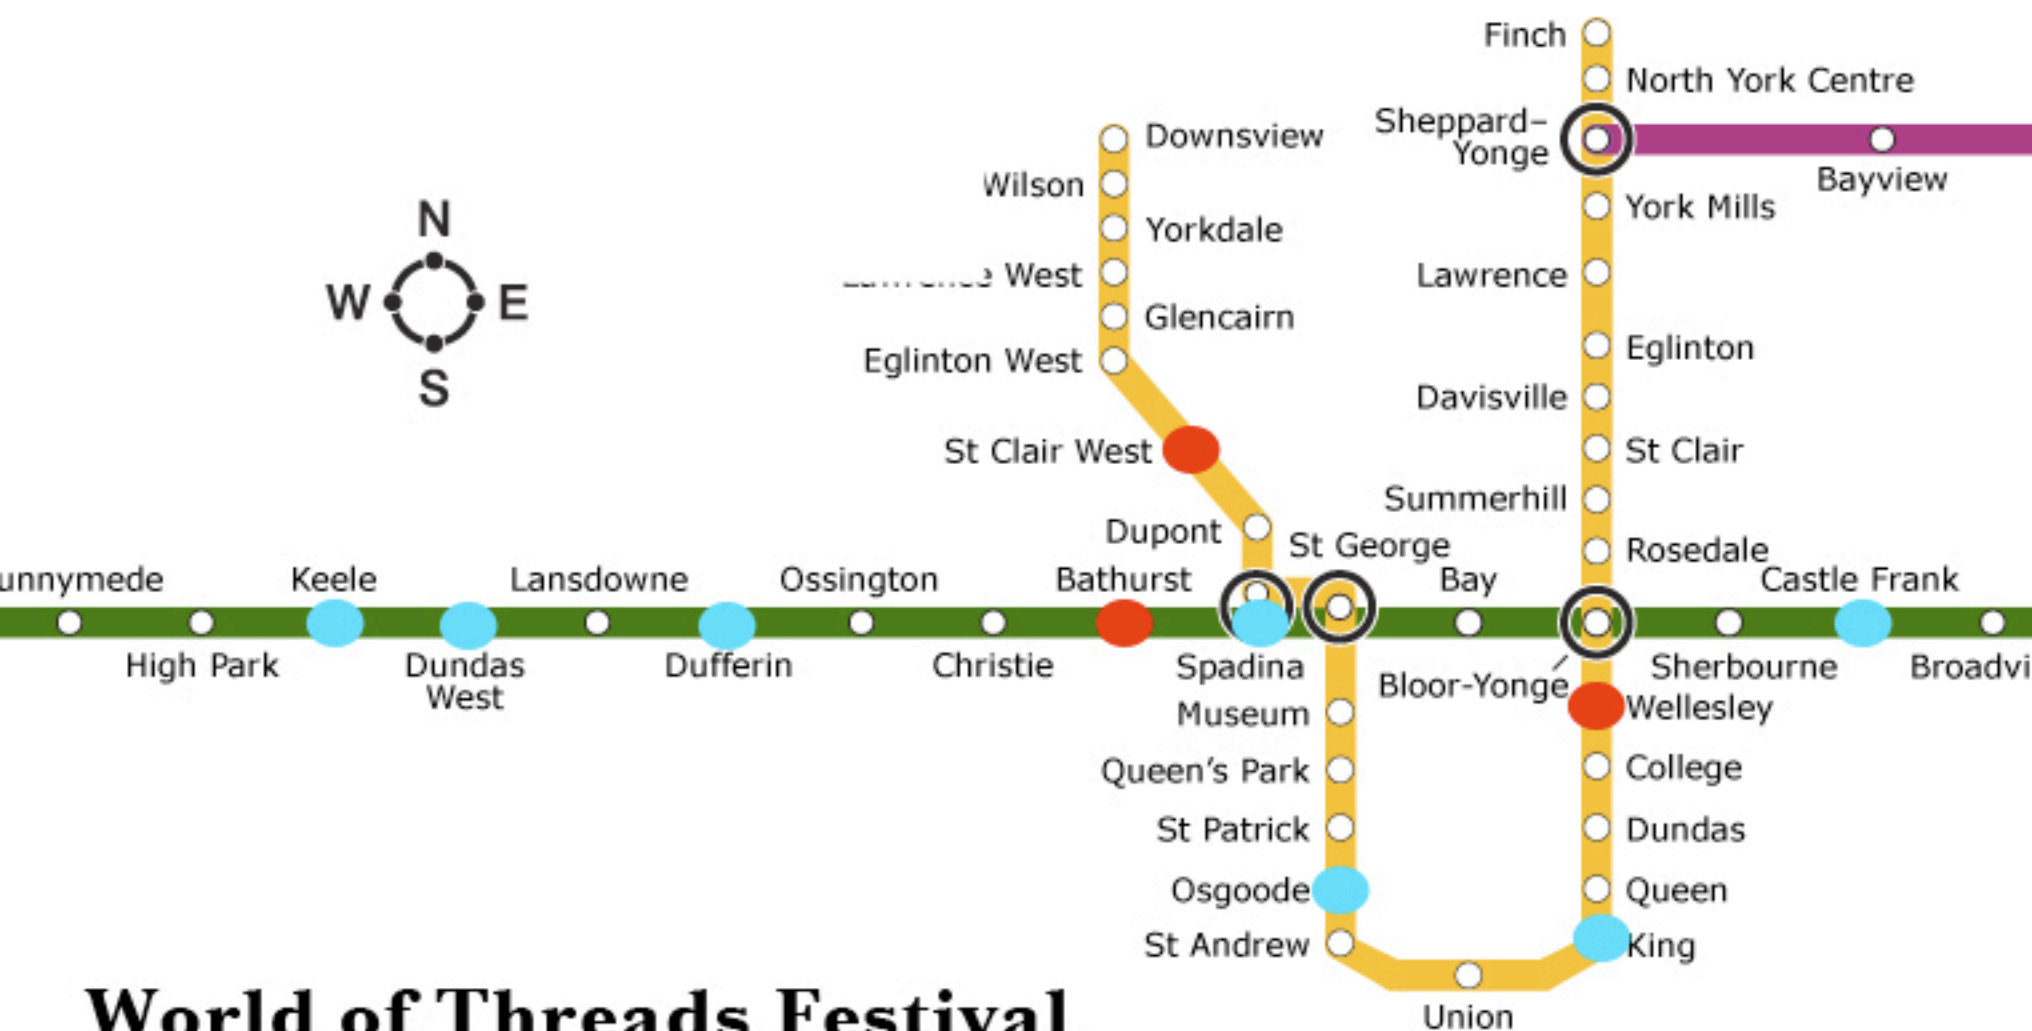 Finch
North York Centre
Sheppard–
Yonge
Bayview
Downsview
Wilson
York Mills
Yorkdale
West
Lawrence
Glencairn
Eglinton West
Eglinton
Davisville
St Clair West
St Clair
Summerhill
Dupont
St George
Rosedale
N
W E
S
unnymede
Keele
Lansdowne
Ossington
Bathurst
Bay
Castle Frank
High Park
Dundas
West
Dufferin
Christie
Spadina
Bloor-Yonge
Sherbourne
Broadvi
Museum
Wellesley
Queen's Park
College
St Patrick
Dundas
Osgoode
Queen
St Andrew
King
Union
World of Threads Festival